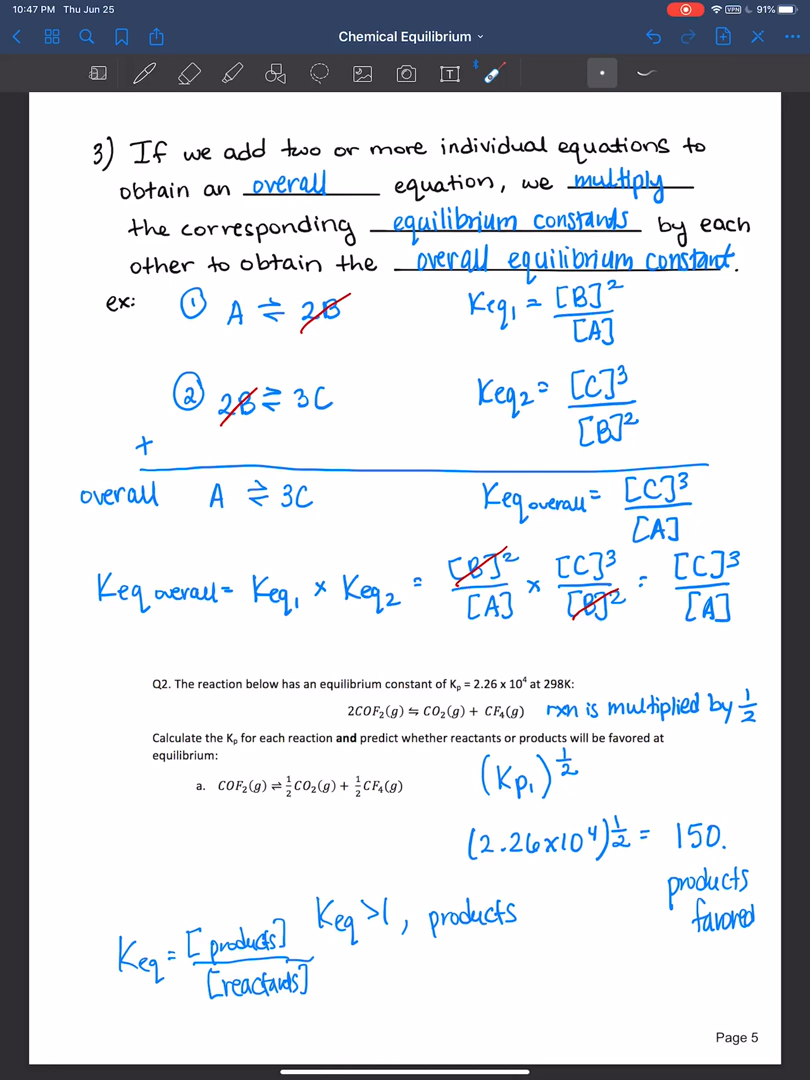 10:47 PM Thu Jun 25
VPN 91%
Chemical Equilibrium
T
3) If we add two or more individual equations to
obtain an overall equation, we multiply
the corresponding equilibrium constants by each
other to obtain the overall equilibrium constant.
ex: ① A ⇌ 2B Keq₁ = [B]²/[A]
② 2B ⇌ 3C Keq₂ = [C]³/[B]²
+
overall A ⇌ 3C Keq overall = [C]³/[A]
Keq overall = Keq₁ × Keq₂ = [B]²/[A] × [C]³/[B]² = [C]³/[A]
Q2. The reaction below has an equilibrium constant of Kₚ = 2.26 x 10⁴ at 298K:
2COF₂(g) ⇋ CO₂(g) + CF₄(g) rxn is multiplied by 1/2
Calculate the Kₚ for each reaction and predict whether reactants or products will be favored at
equilibrium:
a. COF₂(g) ⇌ 1/2 CO₂(g) + 1/2 CF₄(g) (Kp₁)^1/2
(2.26x10⁴)^1/2 = 150.
products
favored
Keq = [products]/[reactants] Keq >1, products
Page 5